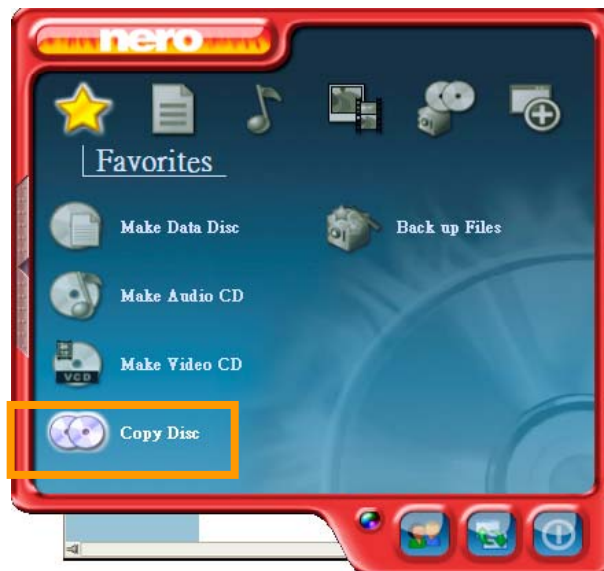 nero
Favorites
Make Data Disc
Back up Files
Make Audio CD
Make Video CD
VCD
Copy Disc